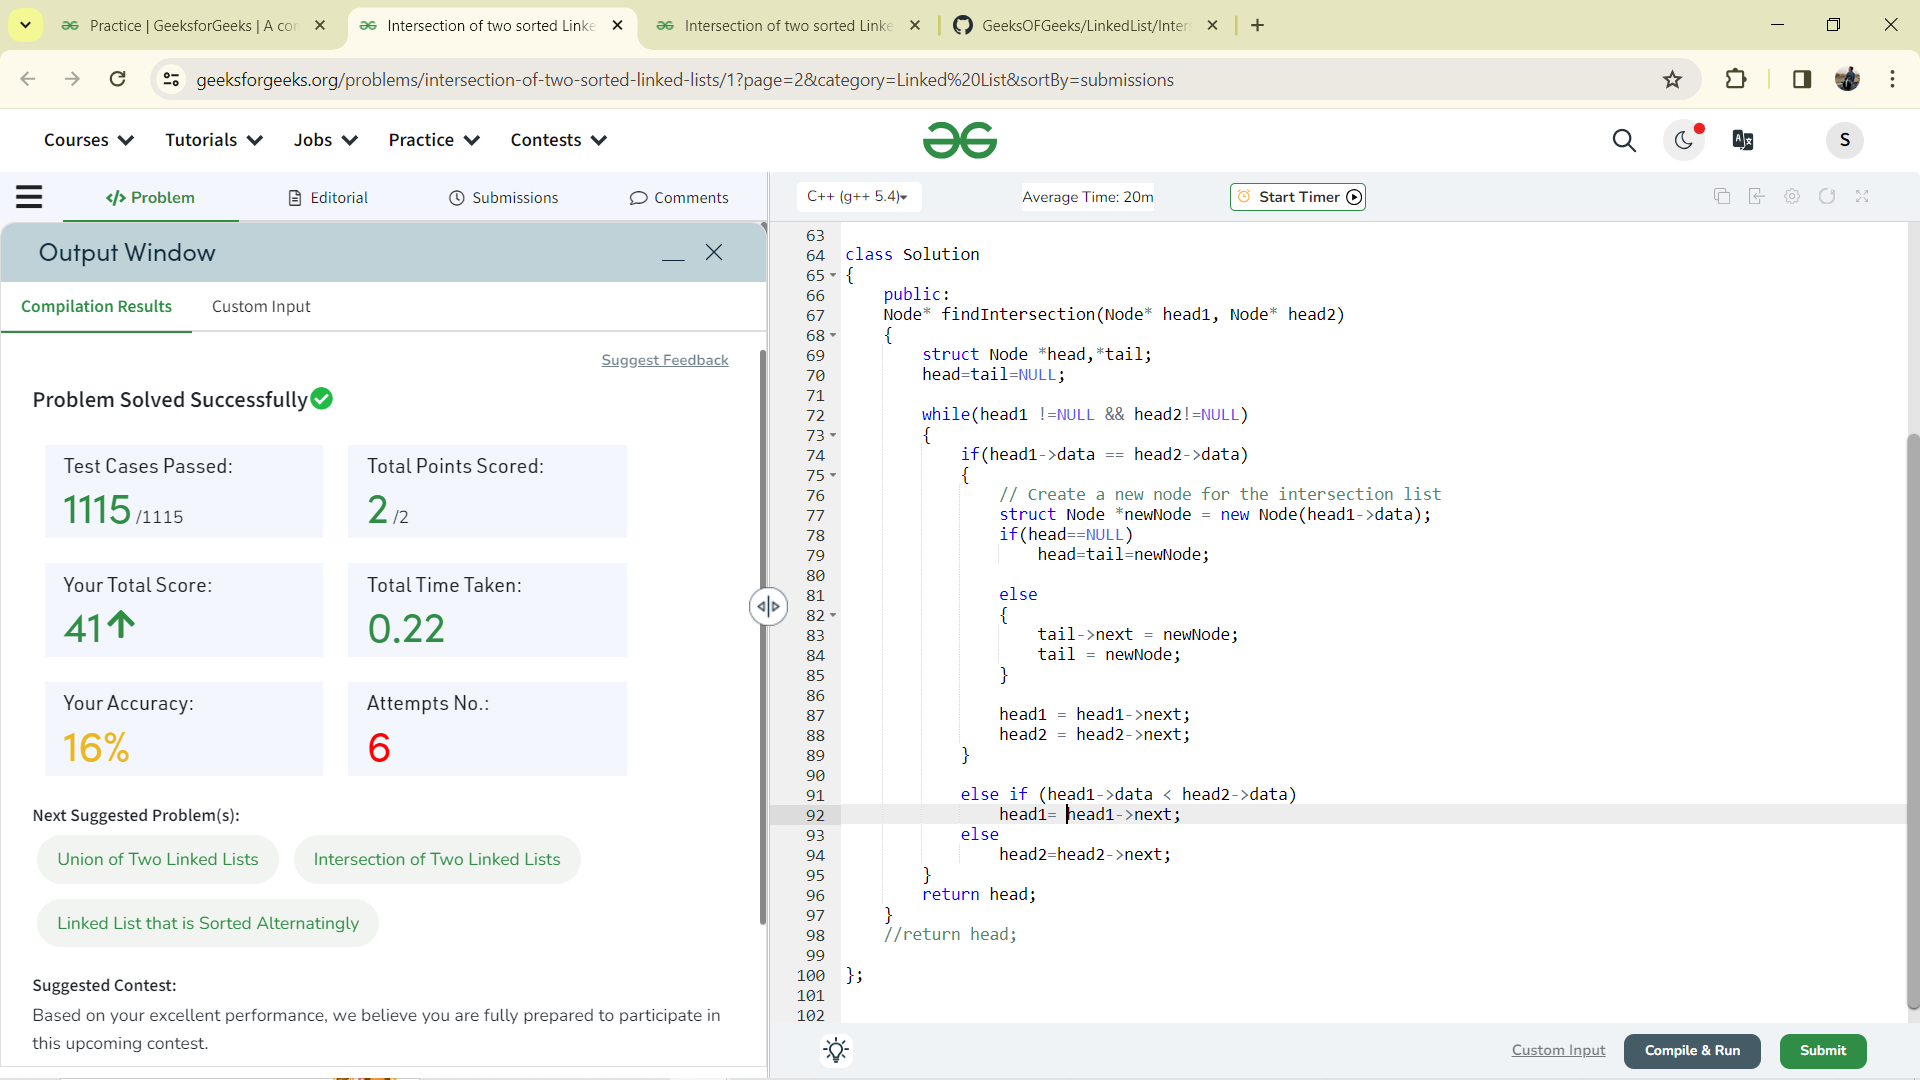 Practice | GeeksforGeeks | A co
Intersection of two sorted Linke
Intersection of two sorted Linke
GeeksOFGeeks/LinkedList/Inter
geeksforgeeks.org/problems/intersection-of-two-sorted-linked-lists/1?page=2&category=Linked%20List&sortBy=submissions
Courses Tutorials Jobs Practice Contests
S
</> Problem Editorial Submissions Comments
Output Window
Compilation Results Custom Input
Suggest Feedback
Problem Solved Successfully
Test Cases Passed:
1115 /1115
Total Points Scored:
2 /2
Your Total Score:
41
Total Time Taken:
0.22
Your Accuracy:
16%
Attempts No.:
6
Next Suggested Problem(s):
Union of Two Linked Lists
Intersection of Two Linked Lists
Linked List that is Sorted Alternatingly
Suggested Contest:
Based on your excellent performance, we believe you are fully prepared to participate in
this upcoming contest.
C++ (g++ 5.4)
Average Time: 20m
Start Timer
63
64 class Solution
65 {
66 public:
67 Node* findIntersection(Node* head1, Node* head2)
68 {
69 struct Node *head,*tail;
70 head=tail=NULL;
71
72 while(head1 !=NULL && head2!=NULL)
73 {
74 if(head1->data == head2->data)
75 {
76 // Create a new node for the intersection list
77 struct Node *newNode = new Node(head1->data);
78 if(head==NULL)
79 head=tail=newNode;
80
81 else
82 {
83 tail->next = newNode;
84 tail = newNode;
85 }
86
87 head1 = head1->next;
88 head2 = head2->next;
89 }
90
91 else if (head1->data < head2->data)
92 head1= head1->next;
93 else
94 head2=head2->next;
95 }
96 return head;
97 }
98 //return head;
99
100 };
101
102
Custom Input
Compile & Run
Submit